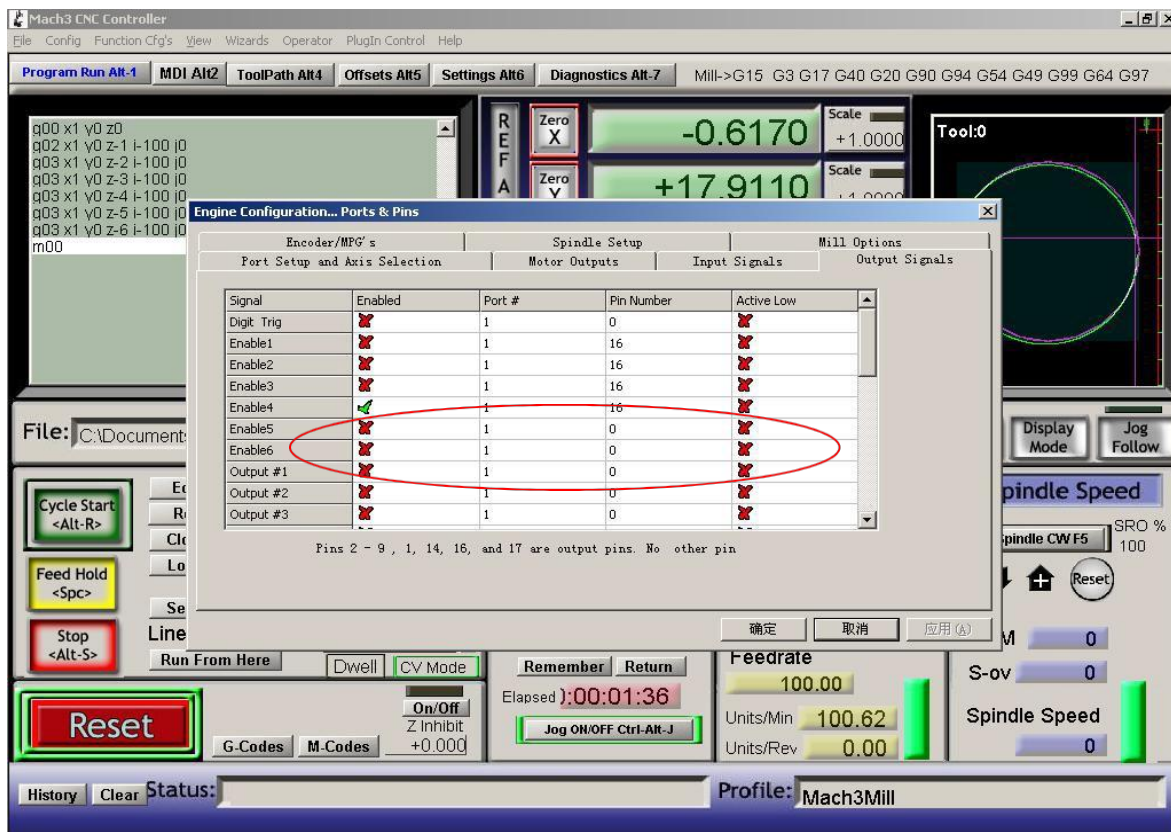 Mach3 CNC Controller
File Config Function Cfg's View Wizards Operator PlugIn Control Help
Program Run Alt-1 MDI Alt2 ToolPath Alt4 Offsets Alt5 Settings Alt6 Diagnostics Alt-7 Mill->G15 G3 G17 G40 G20 G90 G94 G54 G49 G99 G64 G97
g00 x1 y0 z0
g02 x1 y0 z-1 i-100 j0
g03 x1 y0 z-2 i-100 j0
g03 x1 y0 z-3 i-100 j0
g03 x1 y0 z-4 i-100 j0
g03 x1 y0 z-5 i-100 j0
g03 x1 y0 z-6 i-100 j0
m00
R
E
F
A
Zero X -0.6170 Scale +1.0000
Zero Y +17.9110 Scale +1.0000
Tool:0
Engine Configuration... Ports & Pins
Encoder/MPG's Spindle Setup Mill Options
Port Setup and Axis Selection Motor Outputs Input Signals Output Signals
Signal Enabled Port # Pin Number Active Low
Digit Trig 1 0
Enable1 1 16
Enable2 1 16
Enable3 1 16
Enable4 1 16
Enable5 1 0
Enable6 1 0
Output #1 1 0
Output #2 1 0
Output #3 1 0
Pins 2 - 9 , 1, 14, 16, and 17 are output pins. No other pin
确定 取消 应用(A)
File: C:\Documents
Display Mode
Jog Follow
Cycle Start <Alt-R>
Feed Hold <Spc>
Stop <Alt-S>
Line
Run From Here
Dwell CV Mode
Reset
G-Codes M-Codes
On/Off
Z Inhibit
+0.000
Remember Return
Elapsed ):00:01:36
Jog ON/OFF Ctrl-Alt-J
Feedrate
100.00
Units/Min 100.62
Units/Rev 0.00
pindle Speed
Spindle CW F5
SRO %
100
Reset
M 0
S-ov 0
Spindle Speed
0
History Clear Status:
Profile: Mach3Mill